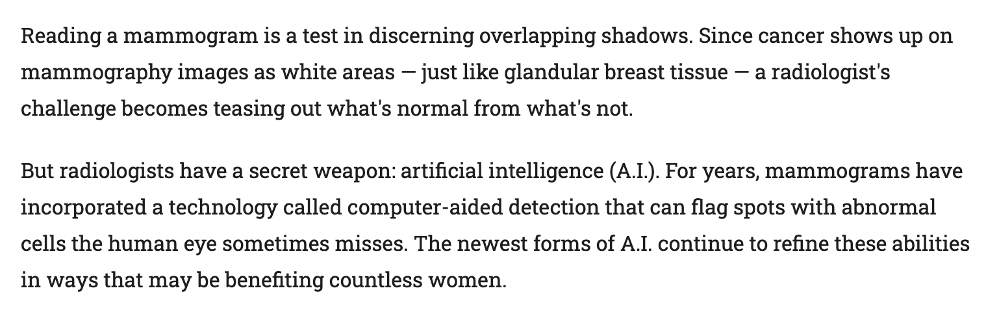 Reading a mammogram is a test in discerning overlapping shadows. Since cancer shows up on
mammography images as white areas — just like glandular breast tissue — a radiologist's
challenge becomes teasing out what's normal from what's not.
But radiologists have a secret weapon: artificial intelligence (A.I.). For years, mammograms have
incorporated a technology called computer-aided detection that can flag spots with abnormal
cells the human eye sometimes misses. The newest forms of A.I. continue to refine these abilities
in ways that may be benefiting countless women.